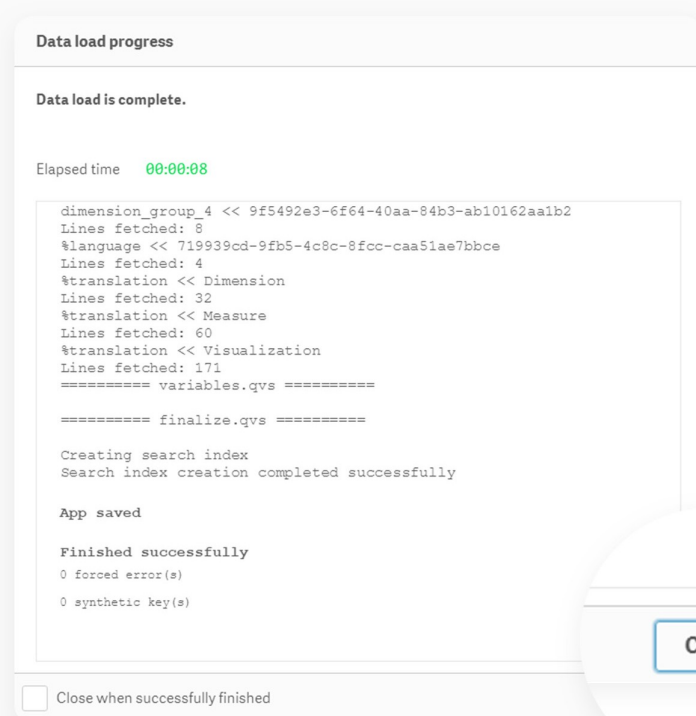 Data load progress
Data load is complete.
Elapsed time 00:00:08
dimension_group_4 << 9f5492e3-6f64-40aa-84b3-ab10162aa1b2
Lines fetched: 8
%language << 719939cd-9fb5-4c8c-8fcc-caa51ae7bbce
Lines fetched: 4
%translation << Dimension
Lines fetched: 32
%translation << Measure
Lines fetched: 60
%translation << Visualization
Lines fetched: 171
========== variables.qvs ==========
========== finalize.qvs ==========
Creating search index
Search index creation completed successfully
App saved
Finished successfully
0 forced error(s)
0 synthetic key(s)
Close when successfully finished